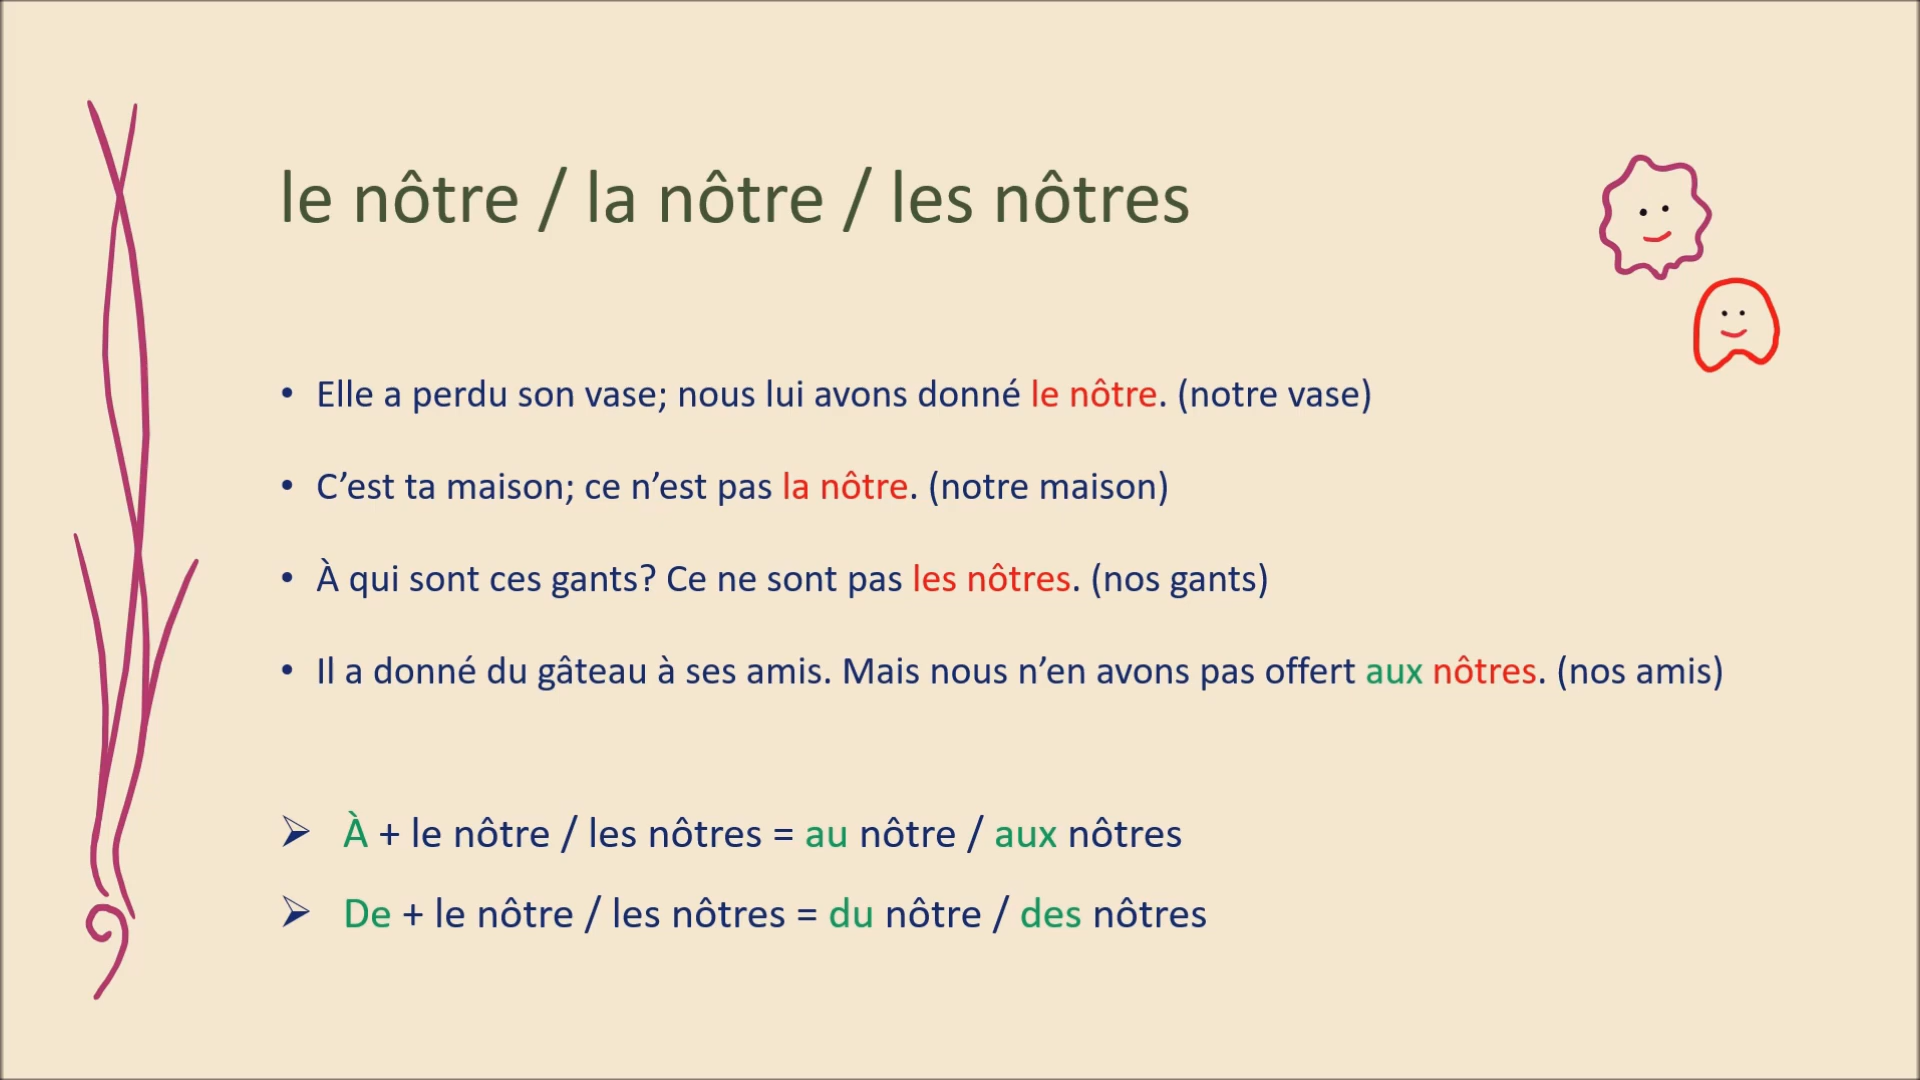 le nôtre / la nôtre / les nôtres
• Elle a perdu son vase; nous lui avons donné le nôtre. (notre vase)
• C’est ta maison; ce n’est pas la nôtre. (notre maison)
• À qui sont ces gants? Ce ne sont pas les nôtres. (nos gants)
• Il a donné du gâteau à ses amis. Mais nous n’en avons pas offert aux nôtres. (nos amis)
➢ À + le nôtre / les nôtres = au nôtre / aux nôtres
➢ De + le nôtre / les nôtres = du nôtre / des nôtres